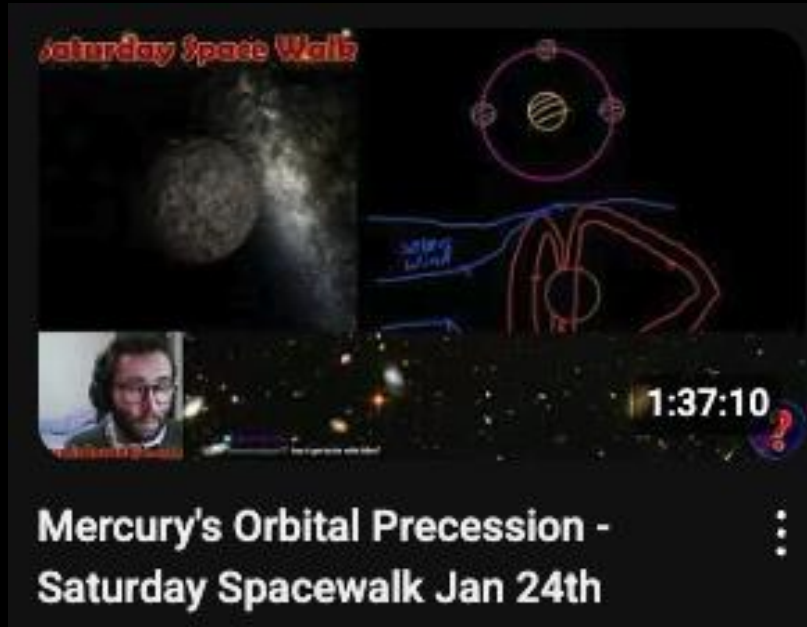 Saturday Space Walk
solar
wind
1:37:10
?
Mercury's Orbital Precession -
Saturday Spacewalk Jan 24th